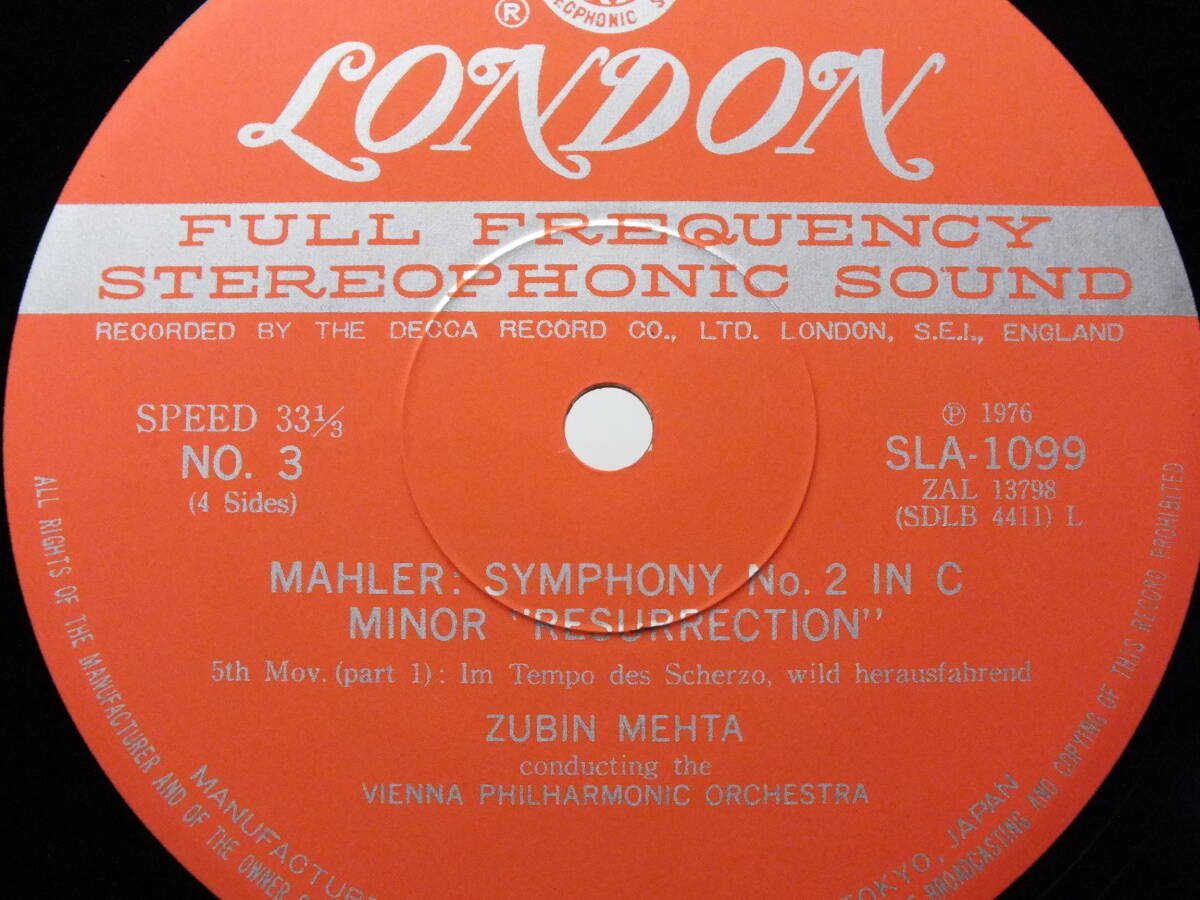 ®
LONDON
FULL FREQUENCY
STEREOPHONIC SOUND
RECORDED BY THE DECCA RECORD CO., LTD. LONDON, S.E.I., ENGLAND
SPEED 33⅓
NO. 3
(4 Sides)
℗ 1976
SLA-1099
ZAL 13798
(SDLB 4411) L
MAHLER: SYMPHONY No. 2 IN C
MINOR "RESURRECTION"
5th Mov. (part 1): Im Tempo des Scherzo, wild herausfahrend
ZUBIN MEHTA
conducting the
VIENNA PHILHARMONIC ORCHESTRA
ALL RIGHTS OF THE MANUFACTURER AND OF THE OWNER
BROADCASTING AND COPYING OF THIS RECORD PROHIBITED
TOKYO, JAPAN